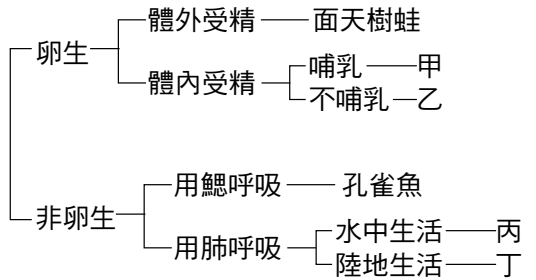 卵生
體外受精
面天樹蛙
體內受精
哺乳
甲
不哺乳
乙
非卵生
用鰓呼吸
孔雀魚
用肺呼吸
水中生活
丙
陸地生活
丁